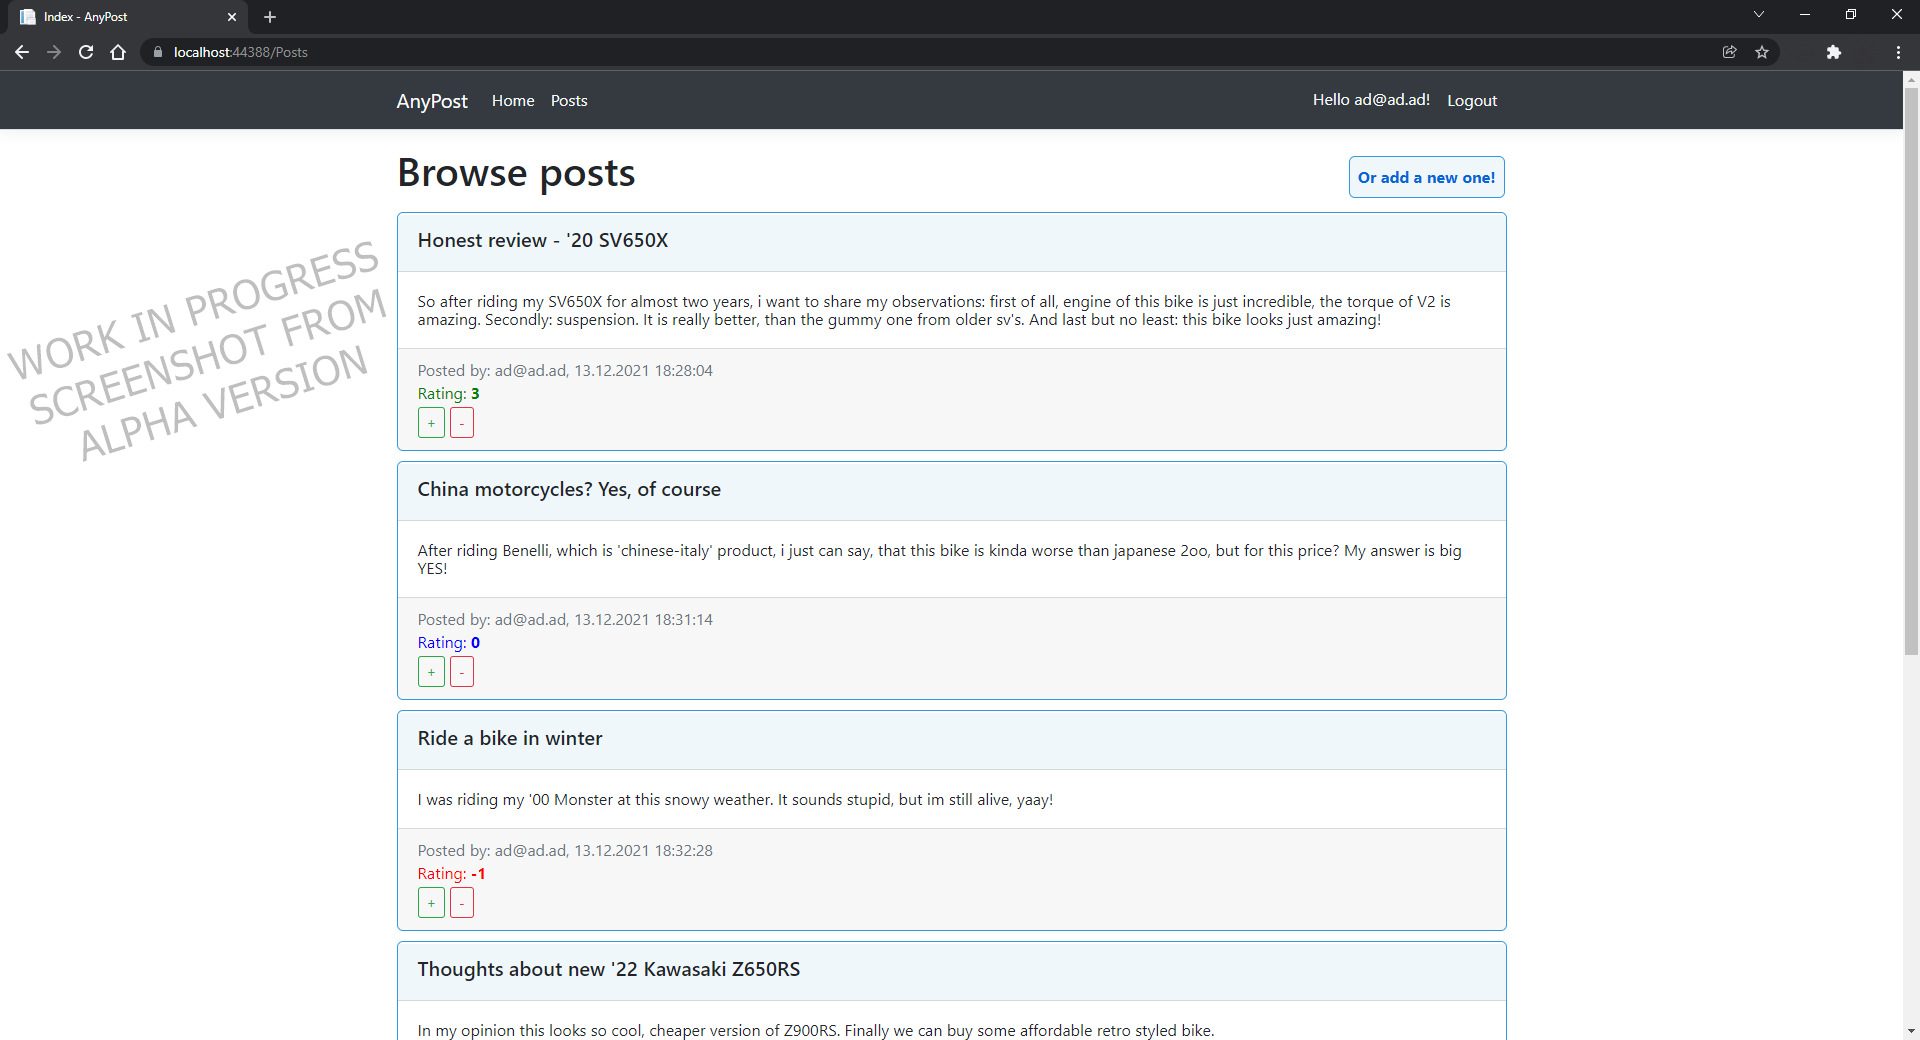 Index - AnyPost
localhost:44388/Posts
AnyPost Home Posts Hello ad@ad.ad! Logout
Browse posts
Or add a new one!
WORK IN PROGRESS
SCREENSHOT FROM
ALPHA VERSION
Honest review - '20 SV650X
So after riding my SV650X for almost two years, i want to share my observations: first of all, engine of this bike is just incredible, the torque of V2 is
amazing. Secondly: suspension. It is really better, than the gummy one from older sv's. And last but no least: this bike looks just amazing!
Posted by: ad@ad.ad, 13.12.2021 18:28:04
Rating: 3
+ -
China motorcycles? Yes, of course
After riding Benelli, which is 'chinese-italy' product, i just can say, that this bike is kinda worse than japanese 2oo, but for this price? My answer is big
YES!
Posted by: ad@ad.ad, 13.12.2021 18:31:14
Rating: 0
+ -
Ride a bike in winter
I was riding my '00 Monster at this snowy weather. It sounds stupid, but im still alive, yaay!
Posted by: ad@ad.ad, 13.12.2021 18:32:28
Rating: -1
+ -
Thoughts about new '22 Kawasaki Z650RS
In my opinion this looks so cool, cheaper version of Z900RS. Finally we can buy some affordable retro styled bike.